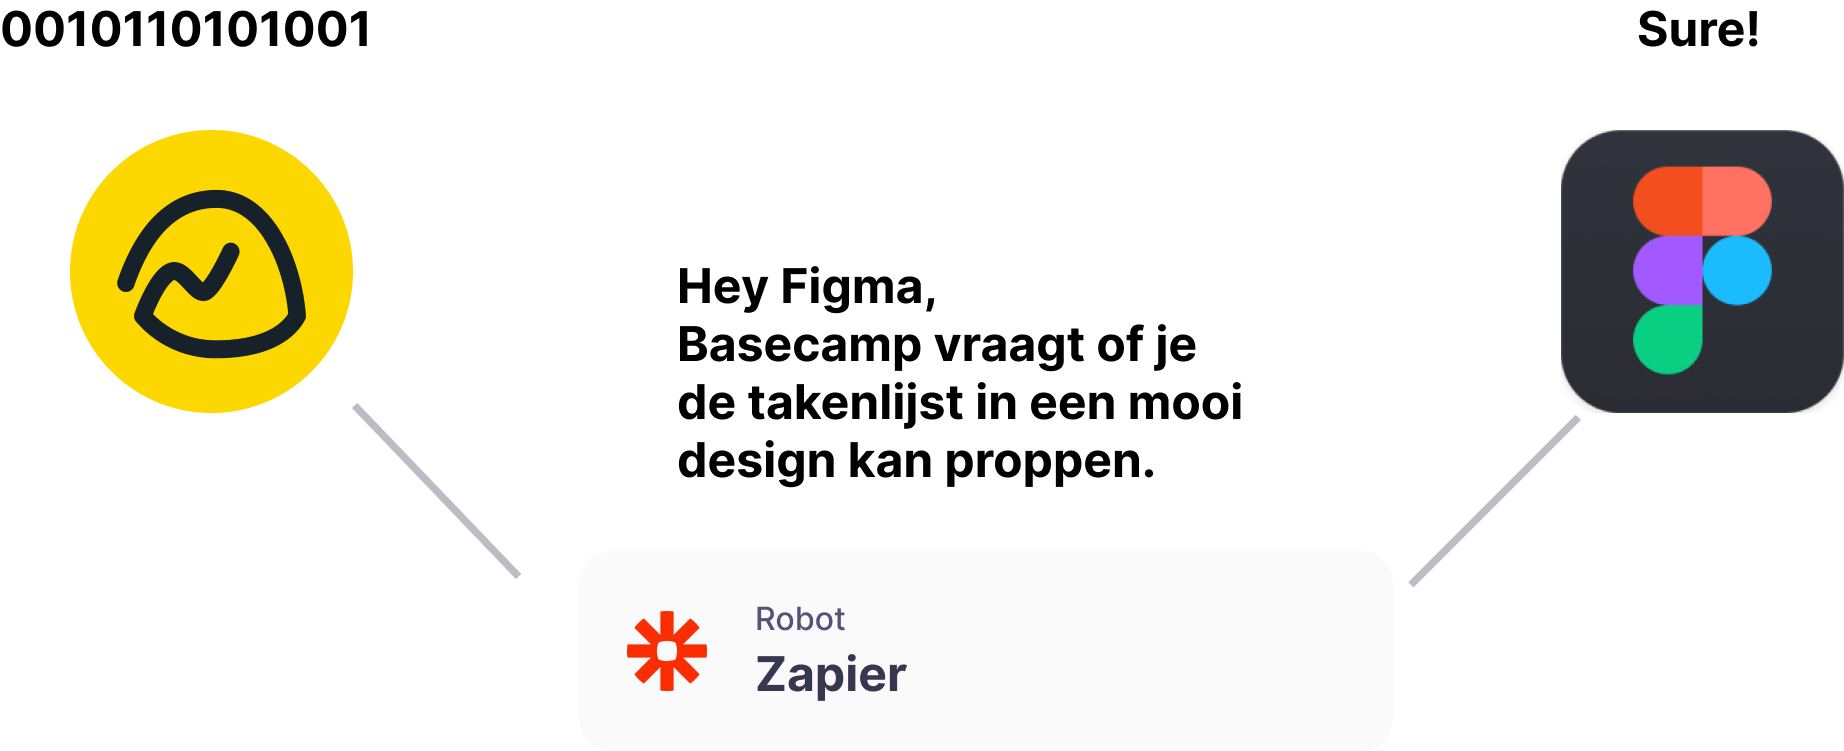 0010110101001
Sure!
Hey Figma,
Basecamp vraagt of je
de takenlijst in een mooi
design kan proppen.
Robot
Zapier